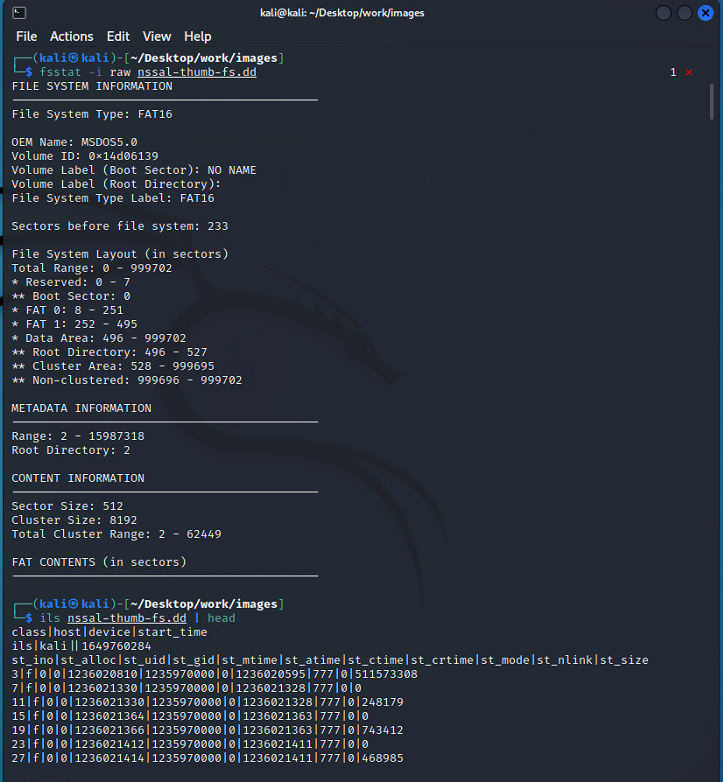 kali@kali: ~/Desktop/work/images
File Actions Edit View Help
┌──(kali㉿kali)-[~/Desktop/work/images]
└─$ fsstat -i raw nssal-thumb-fs.dd 1 ⨯
FILE SYSTEM INFORMATION
--------------------------------------------
File System Type: FAT16
OEM Name: MSDOS5.0
Volume ID: 0x14d06139
Volume Label (Boot Sector): NO NAME
Volume Label (Root Directory):
File System Type Label: FAT16
Sectors before file system: 233
File System Layout (in sectors)
Total Range: 0 - 999702
* Reserved: 0 - 7
** Boot Sector: 0
* FAT 0: 8 - 251
* FAT 1: 252 - 495
* Data Area: 496 - 999702
** Root Directory: 496 - 527
** Cluster Area: 528 - 999695
** Non-clustered: 999696 - 999702
METADATA INFORMATION
--------------------------------------------
Range: 2 - 15987318
Root Directory: 2
CONTENT INFORMATION
--------------------------------------------
Sector Size: 512
Cluster Size: 8192
Total Cluster Range: 2 - 62449
FAT CONTENTS (in sectors)
--------------------------------------------
┌──(kali㉿kali)-[~/Desktop/work/images]
└─$ ils nssal-thumb-fs.dd | head
class|host|device|start_time
ils|kali||1649760284
st_ino|st_alloc|st_uid|st_gid|st_mtime|st_atime|st_ctime|st_crtime|st_mode|st_nlink|st_size
3|f|0|0|1236020810|1235970000|0|1236020595|777|0|511573308
7|f|0|0|1236021330|1235970000|0|1236021328|777|0|0
11|f|0|0|1236021330|1235970000|0|1236021328|777|0|248179
15|f|0|0|1236021364|1235970000|0|1236021363|777|0|0
19|f|0|0|1236021366|1235970000|0|1236021363|777|0|743412
23|f|0|0|1236021412|1235970000|0|1236021411|777|0|0
27|f|0|0|1236021414|1235970000|0|1236021411|777|0|468985